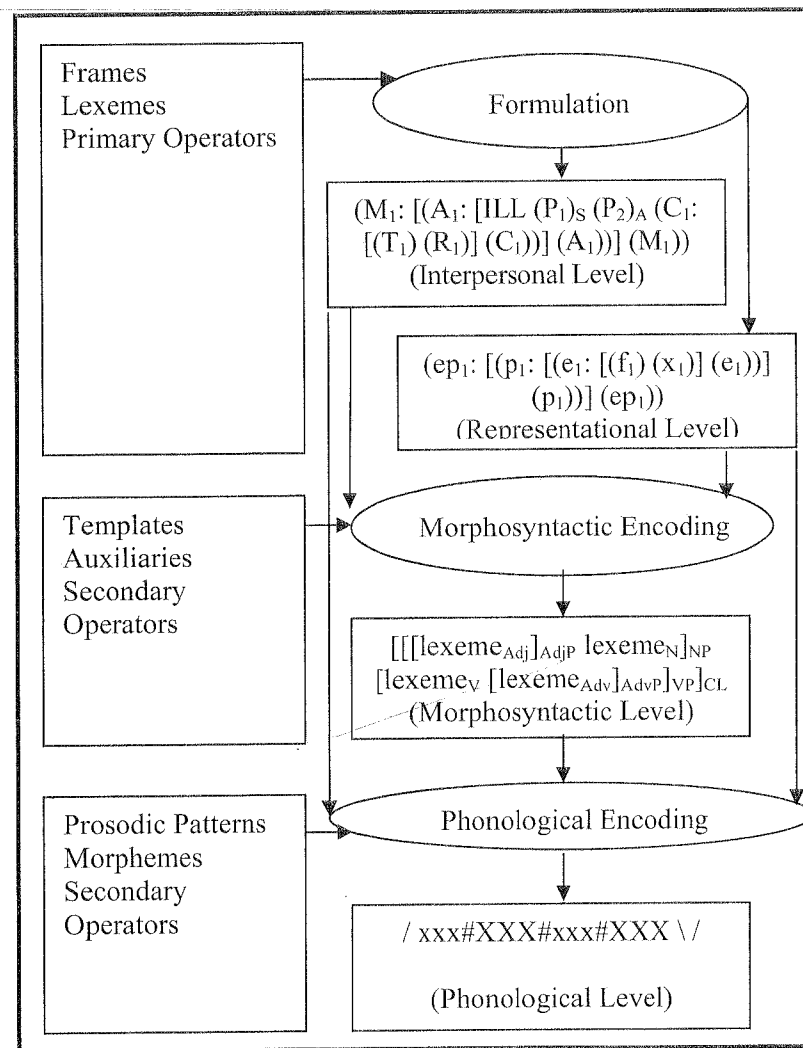 Frames
Lexemes
Primary Operators
Formulation
(M₁: [(A₁: [ILL (P₁)S (P₂)A (C₁:
[(T₁) (R₁)] (C₁))] (A₁))] (M₁))
(Interpersonal Level)
(ep₁: [(p₁: [(e₁: [(f₁) (x₁)] (e₁))]
(p₁))] (ep₁))
(Representational Level)
Templates
Auxiliaries
Secondary
Operators
Morphosyntactic Encoding
[[[lexemeAdj]AdjP lexemeN]NP
[lexemeV [lexemeAdv]AdvP]VP]CL
(Morphosyntactic Level)
Prosodic Patterns
Morphemes
Secondary
Operators
Phonological Encoding
/ xxx#XXX#xxx#XXX \ /
(Phonological Level)